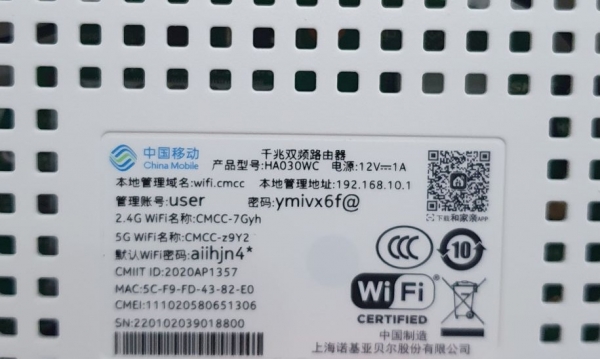 中国移动
China Mobile
千兆双频路由器
产品型号:HA030WC 电源:12V⎓1A
本地管理域名:wifi.cmcc 本地管理地址:192.168.10.1
管理账号:user 密码:ymivx6f@
2.4G WiFi名称:CMCC-7Gyh
下载和家亲APP
5G WiFi名称:CMCC-z9Y2
默认WiFi密码:aiihjn4*
CMIIT ID:2020AP1357
MAC:5C-F9-FD-43-82-E0
CMEI:111020580651306
SN:220102039018800
CCC
10
WiFi
CERTIFIED
中国制造
上海诺基亚贝尔股份有限公司